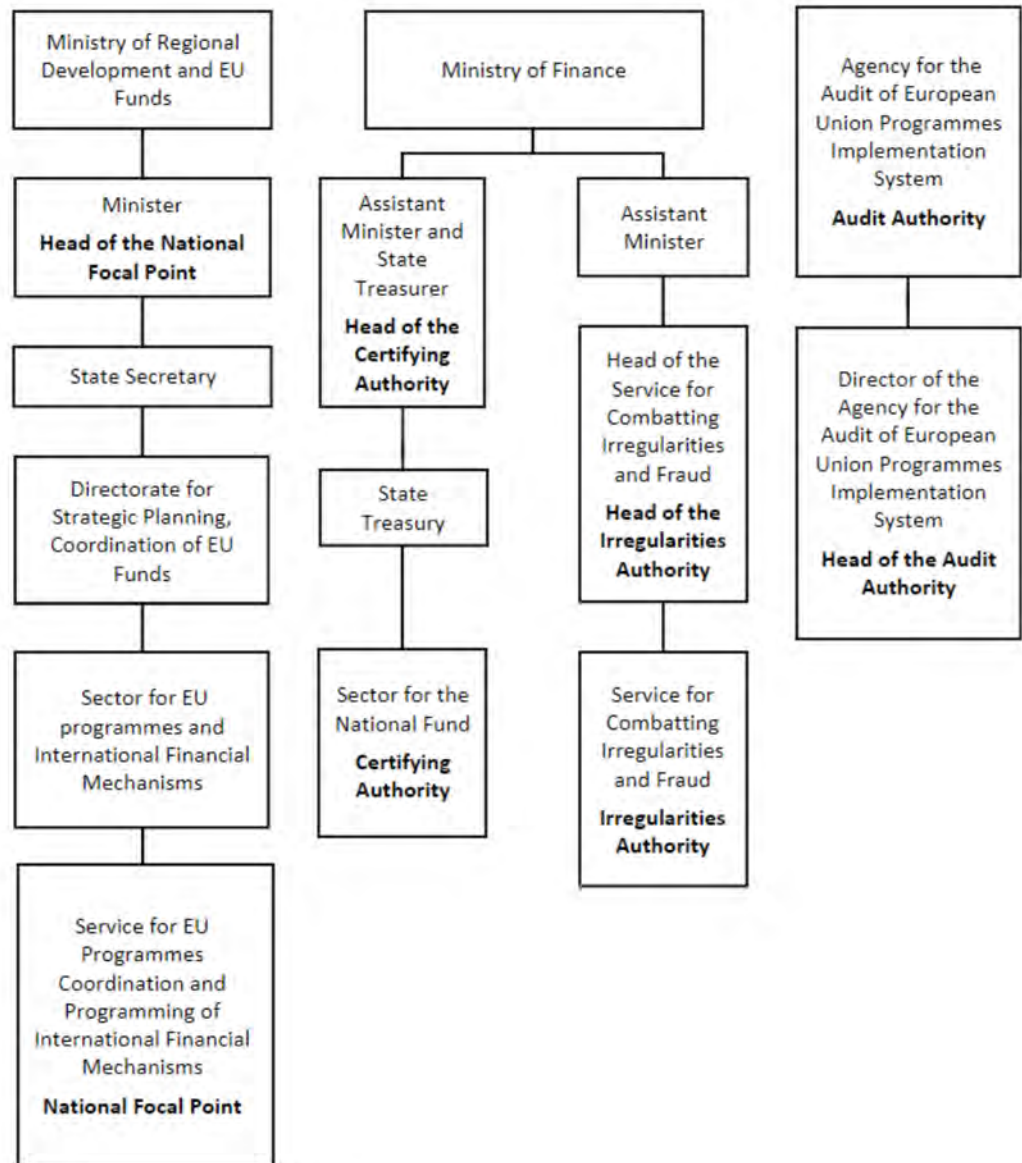 Ministry of Regional
Development and EU
Funds
Minister
Head of the National
Focal Point
State Secretary
Directorate for
Strategic Planning,
Coordination of EU
Funds
Sector for EU
programmes and
International Financial
Mechanisms
Service for EU
Programmes
Coordination and
Programming of
International Financial
Mechanisms
National Focal Point
Ministry of Finance
Assistant
Minister and
State
Treasurer
Head of the
Certifying
Authority
State
Treasury
Sector for the
National Fund
Certifying
Authority
Assistant
Minister
Head of the
Service for
Combatting
Irregularities
and Fraud
Head of the
Irregularities
Authority
Service for
Combatting
Irregularities
and Fraud
Irregularities
Authority
Agency for the
Audit of European
Union Programmes
Implementation
System
Audit Authority
Director of the
Agency for the
Audit of European
Union Programmes
Implementation
System
Head of the Audit
Authority